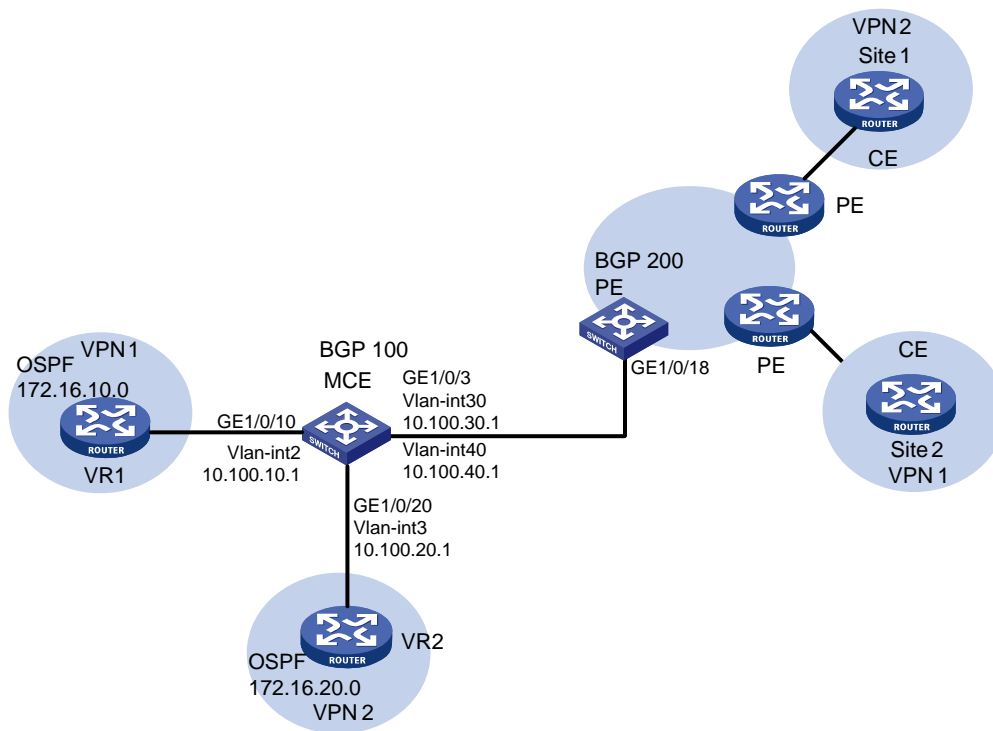 VPN 2
Site 1
ROUTER
CE
ROUTER
PE
BGP 200
PE
SWITCH
GE1/0/18
ROUTER
PE
CE
ROUTER
Site 2
VPN 1
VPN 1
OSPF
172.16.10.0
ROUTER
VR1
BGP 100
MCE
GE1/0/10
SWITCH
Vlan-int2
10.100.10.1
GE1/0/3
Vlan-int30
10.100.30.1
Vlan-int40
10.100.40.1
GE1/0/20
Vlan-int3
10.100.20.1
ROUTER
VR2
OSPF
172.16.20.0
VPN 2